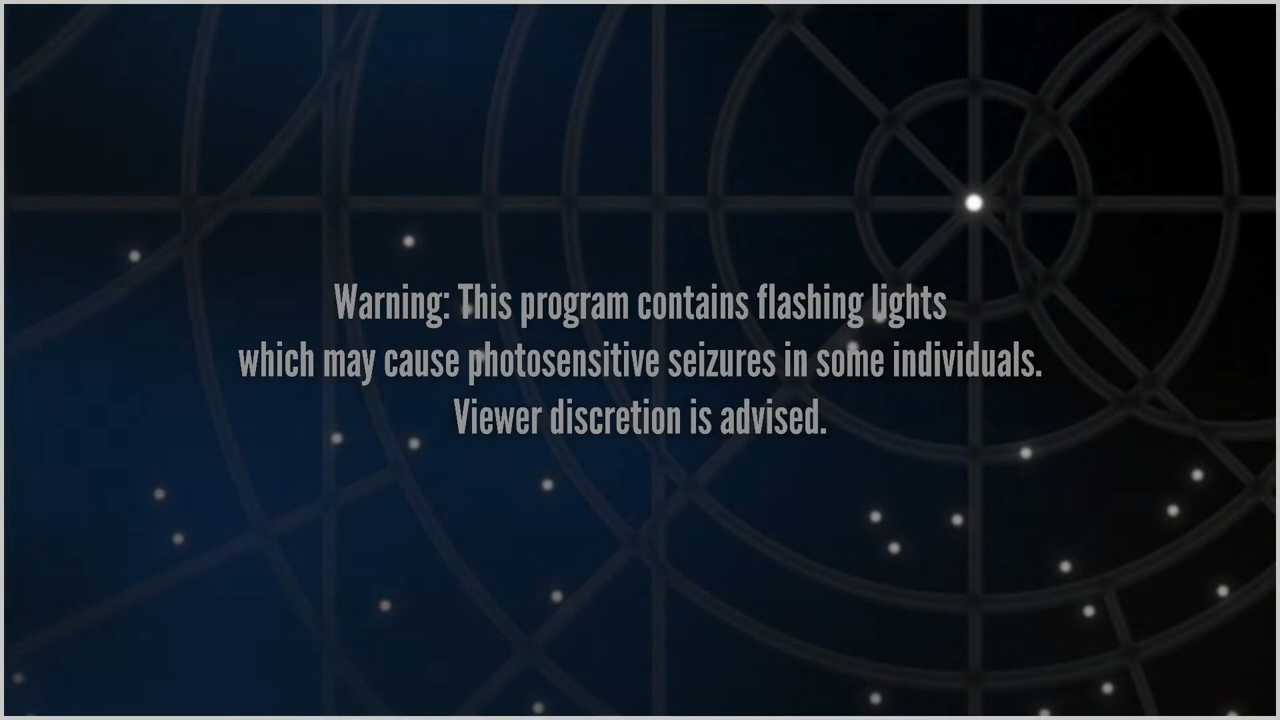 Warning: This program contains flashing lights
which may cause photosensitive seizures in some individuals.
Viewer discretion is advised.